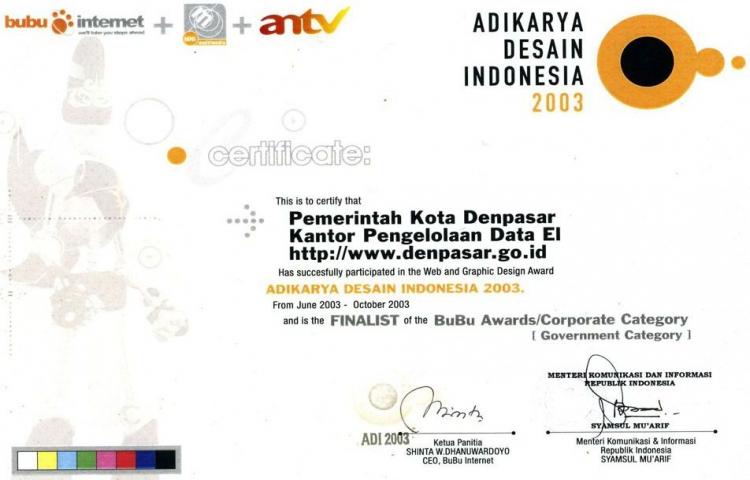 bubu internet
we'll take you steps ahead
+
+
antv
ADIKARYA
DESAIN
INDONESIA
2003
certificate:
This is to certify that
Pemerintah Kota Denpasar
Kantor Pengelolaan Data El
http://www.denpasar.go.id
Has succesfully participated in the Web and Graphic Design Award
ADIKARYA DESAIN INDONESIA 2003.
From June 2003 - October 2003
and is the FINALIST of the BuBu Awards/Corporate Category
[ Government Category ]
MENTERI KOMUNIKASI DAN INFORMASI
REPUBLIK INDONESIA
SYAMSUL MU'ARIF
ADI 2003
Ketua Panitia
SHINTA W.DHANUWARDOYO
CEO, BuBu Internet
Menteri Komunikasi & Informasi
Republik Indonesia
SYAMSUL MU'ARIF